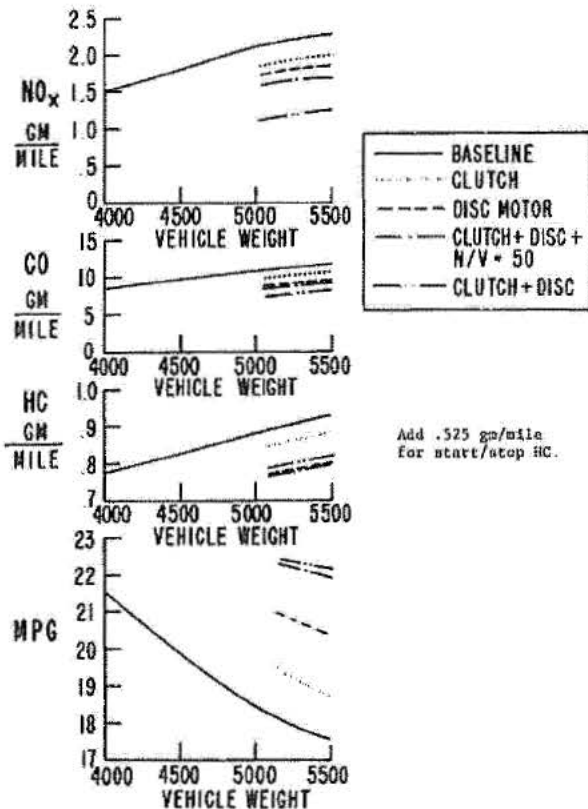 2.5
2.0
NOx 1.5
GM 1.0
MILE .5
0
4000 4500 5000 5500
VEHICLE WEIGHT
BASELINE
CLUTCH
DISC MOTOR
CLUTCH+ DISC +
N/V = 50
CLUTCH + DISC
15
CO 10
GM
MILE 5
0
4000 4500 5000 5500
VEHICLE WEIGHT
HC 1.0
GM .9
MILE .8
.7
4000 4500 5000 5500
VEHICLE WEIGHT
Add .525 gm/mile
for start/stop HC.
23
22
21
MPG 20
19
18
17
4000 4500 5000 5500
VEHICLE WEIGHT